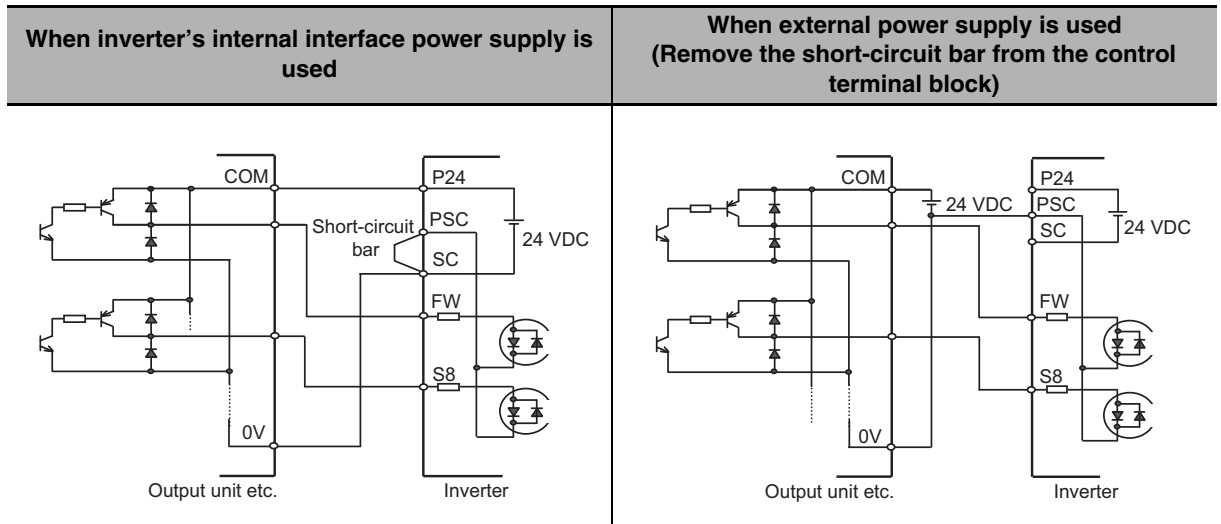 When inverter's internal interface power supply is
used
When external power supply is used
(Remove the short-circuit bar from the control
terminal block)
COM
P24
PSC
Short-circuit
bar
24 VDC
SC
FW
S8
0V
Output unit etc.
Inverter
COM
P24
24 VDC
PSC
SC
24 VDC
FW
S8
0V
Output unit etc.
Inverter